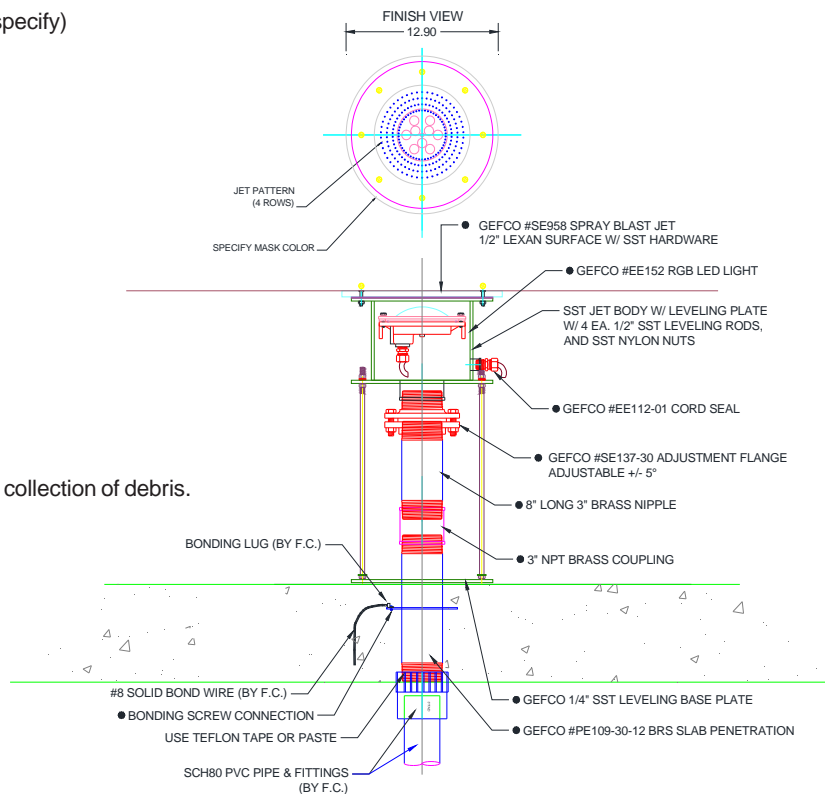 specify)
FINISH VIEW
12.90
JET PATTERN
(4 ROWS)
SPECIFY MASK COLOR
● GEFCO #SE958 SPRAY BLAST JET
1/2" LEXAN SURFACE W/ SST HARDWARE
● GEFCO #EE152 RGB LED LIGHT
SST JET BODY W/ LEVELING PLATE
W/ 4 EA. 1/2" SST LEVELING RODS,
AND SST NYLON NUTS
● GEFCO #EE112-01 CORD SEAL
● GEFCO #SE137-30 ADJUSTMENT FLANGE
ADJUSTABLE +/- 5°
collection of debris.
● 8" LONG 3" BRASS NIPPLE
BONDING LUG (BY F.C.)
● 3" NPT BRASS COUPLING
#8 SOLID BOND WIRE (BY F.C.)
● GEFCO 1/4" SST LEVELING BASE PLATE
● BONDING SCREW CONNECTION
USE TEFLON TAPE OR PASTE
● GEFCO #PE109-30-12 BRS SLAB PENETRATION
SCH80 PVC PIPE & FITTINGS
(BY F.C.)